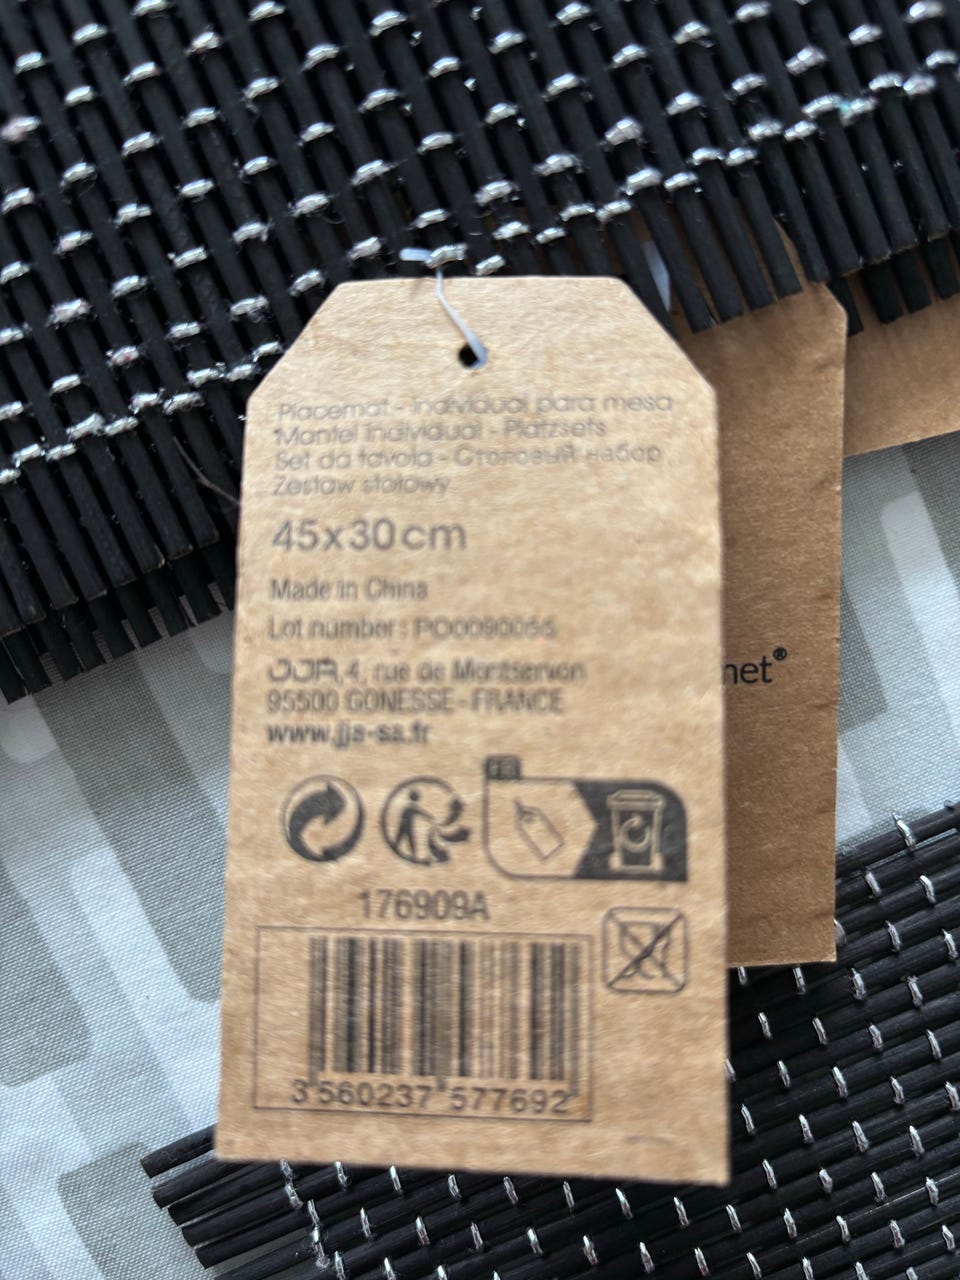 Placemat - Individual para mesa
Mantel individual - Platzsets
Set da tavola - Столовый набор
Zestaw stołowy
45x30cm
Made in China
Lot number : PO0090055
JJA 4, rue de Montservon
95500 GONESSE - FRANCE
www.jja-sa.fr
FR
176909A
3 560237 577692
net®